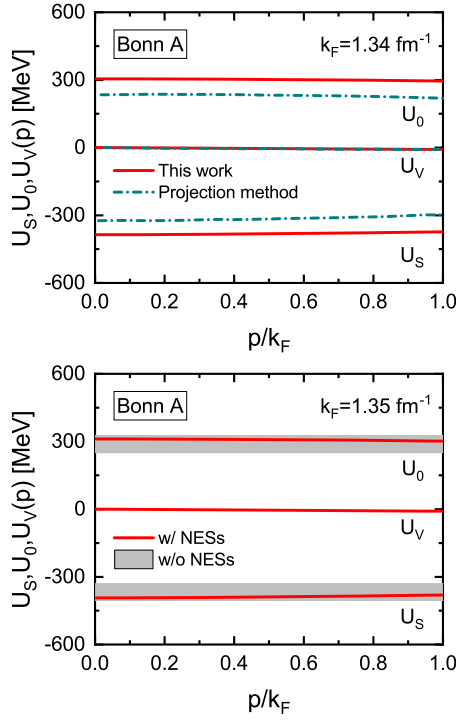 600
Bonn A
k_F=1.34 fm⁻¹
300
U_0
0
U_V
This work
Projection method
-300
U_S
-600
0.0 0.2 0.4 0.6 0.8 1.0
p/k_F
U_S,U_0,U_V(p) [MeV]
600
Bonn A
k_F=1.35 fm⁻¹
300
U_0
0
U_V
w/ NESs
w/o NESs
-300
U_S
-600
0.0 0.2 0.4 0.6 0.8 1.0
p/k_F
U_S,U_0,U_V(p) [MeV]